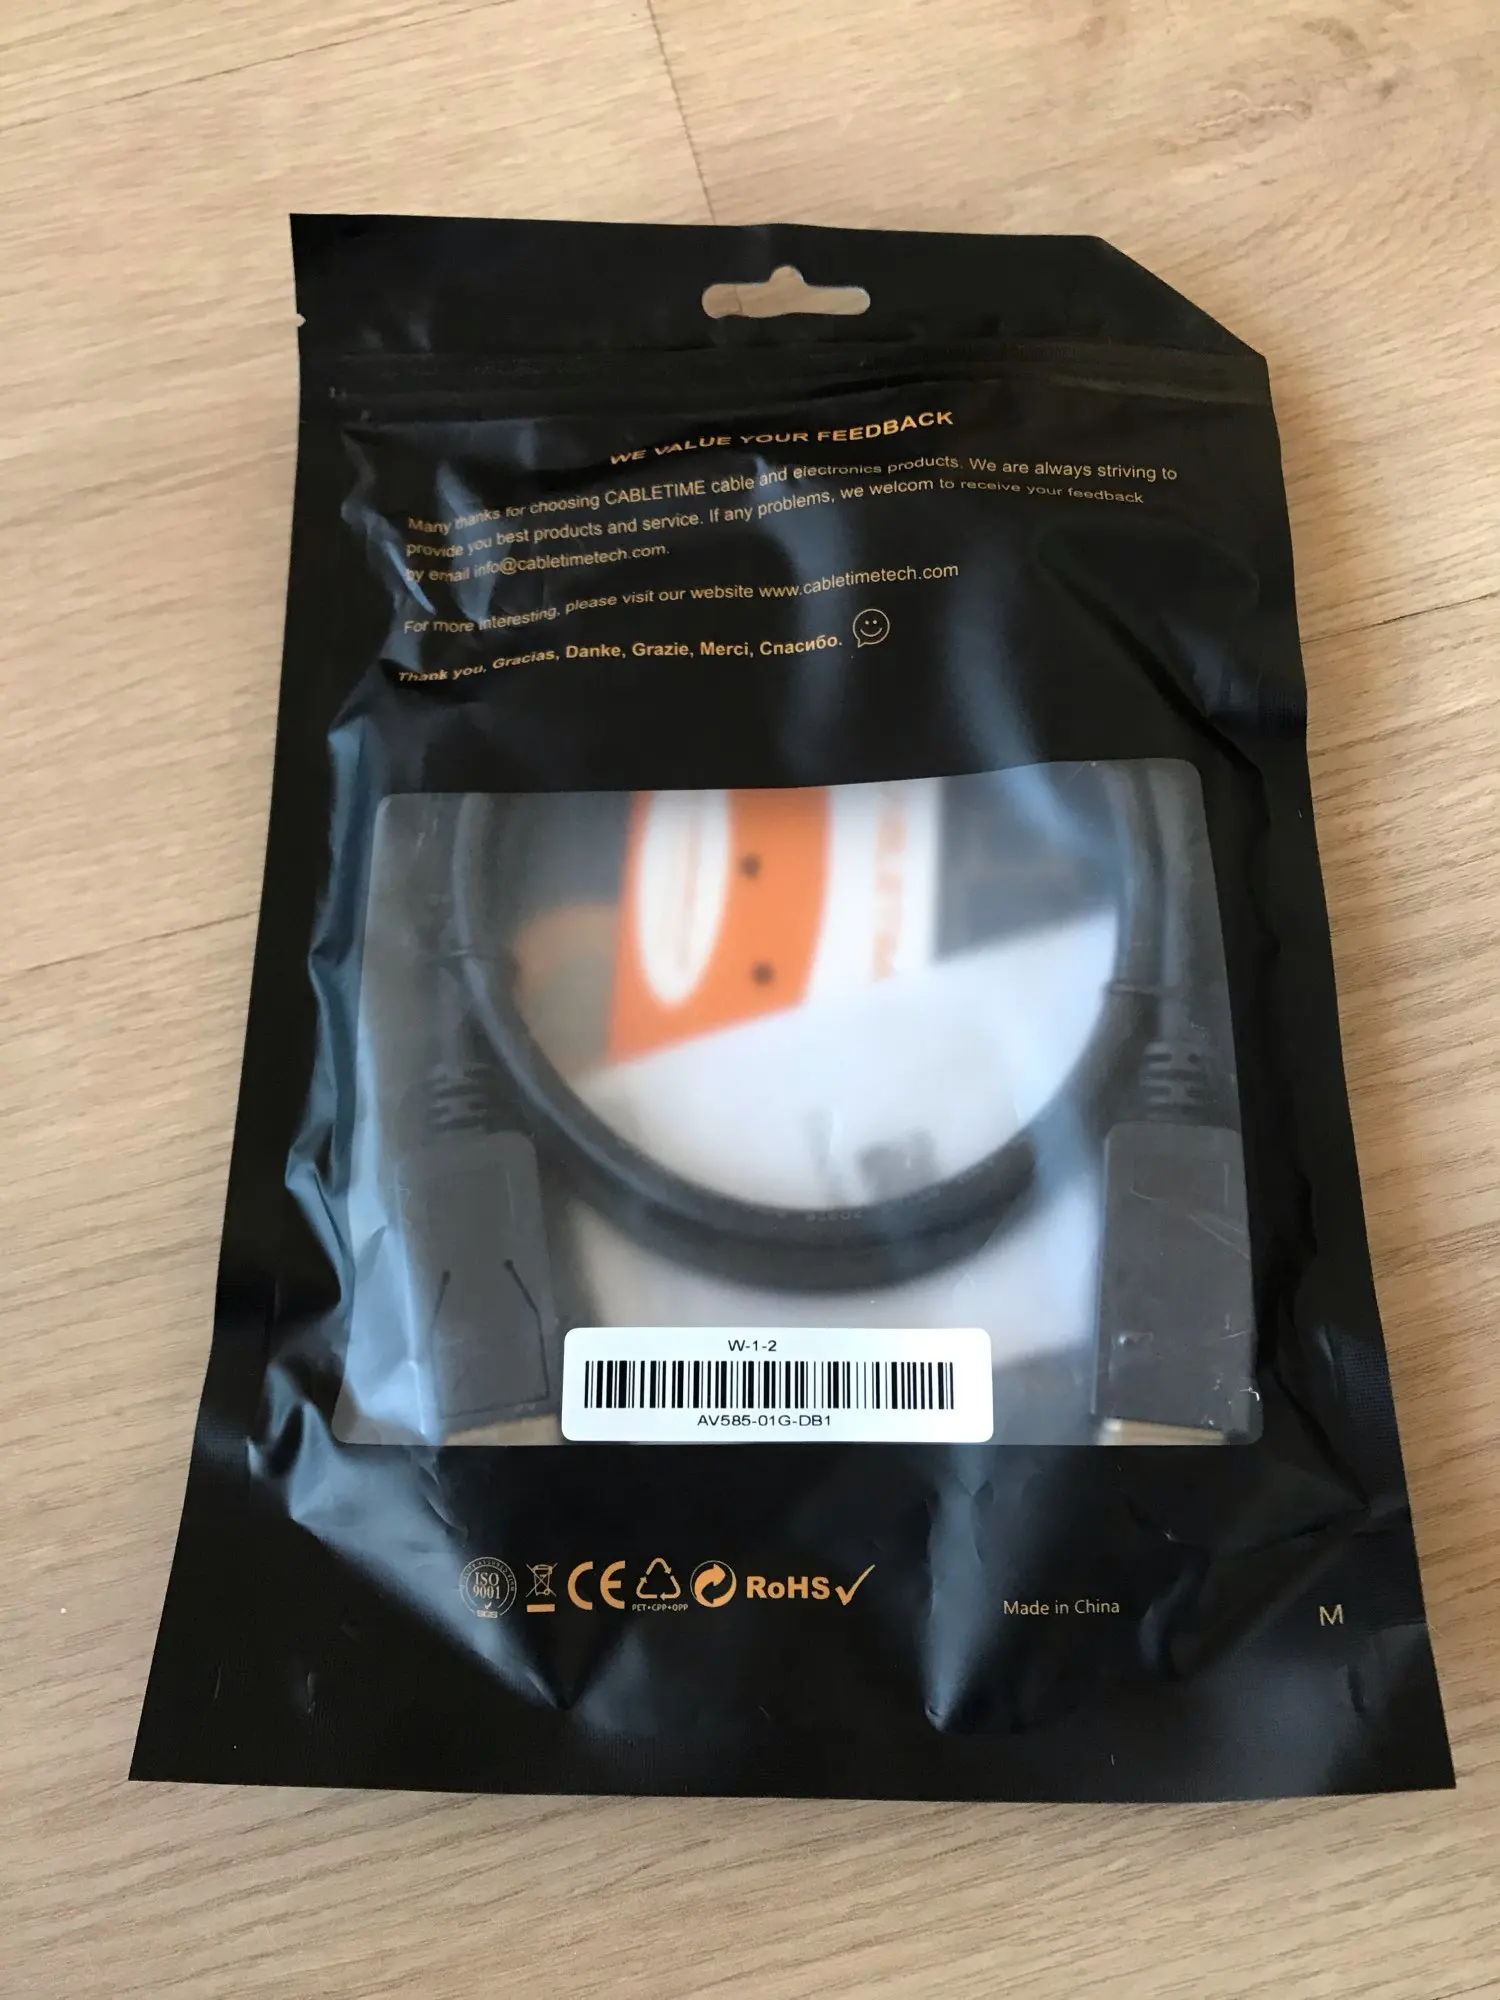 WE VALUE YOUR FEEDBACK
Many thanks for choosing CABLETIME cable and electronics products. We are always striving to
provide you best products and service. If any problems, we welcom to receive your feedback
by email info@cabletimetech.com.
For more interesting, please visit our website www.cabletimetech.com
Thank you, Gracias, Danke, Grazie, Merci, Спасибо.
W-1-2
AV585-01G-DB1
ISO
9001
CE
PET+CPP+OPP
RoHS
Made in China
M